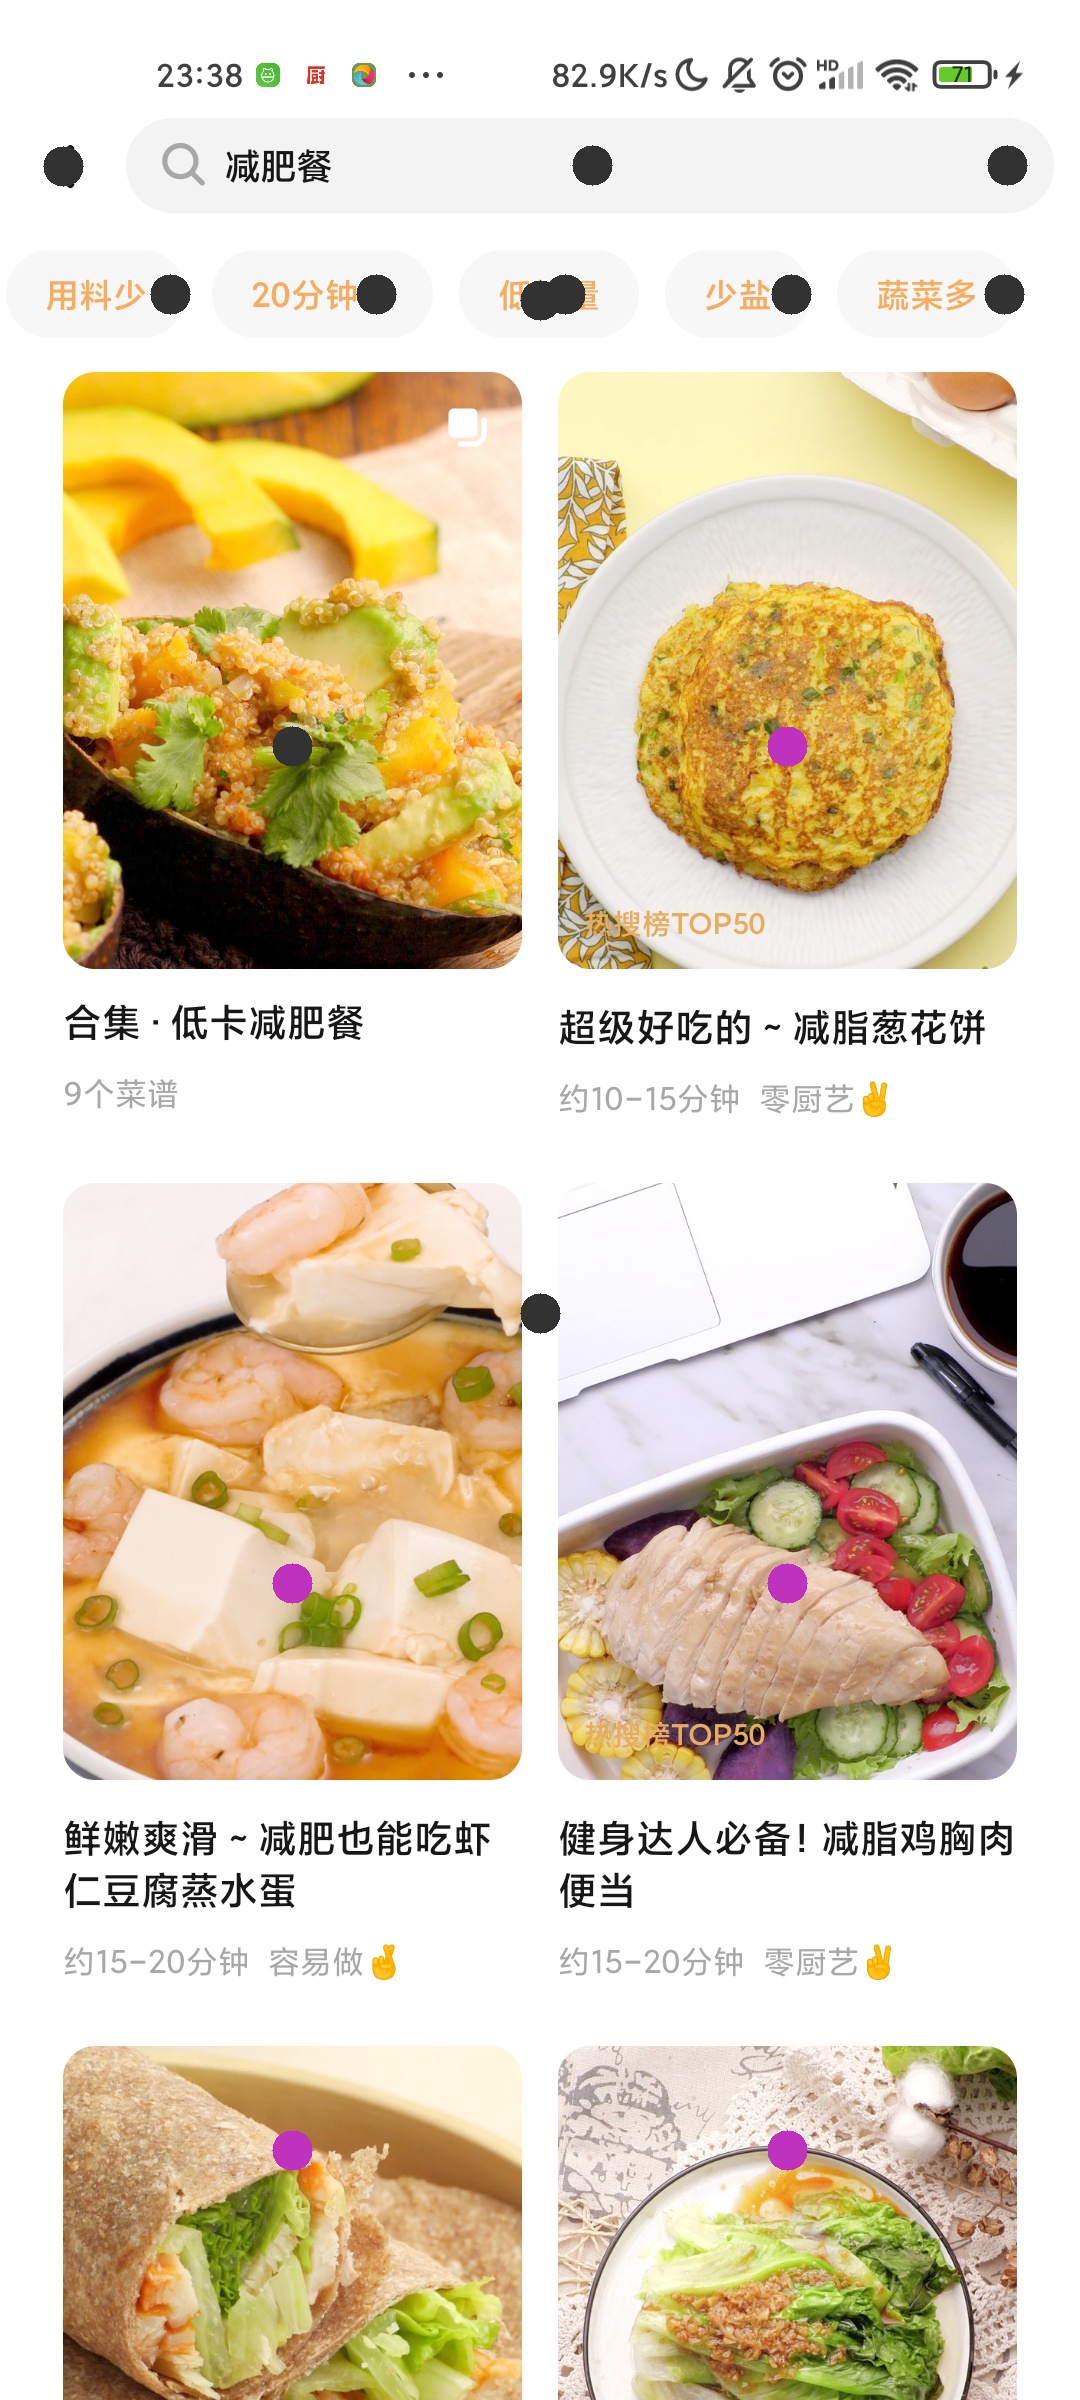 23:38 厨 ··· 82.9K/s HD 71
减肥餐
用料少 20分钟 低 量 少盐 蔬菜多
热搜榜TOP50
合集 · 低卡减肥餐
超级好吃的 ~ 减脂葱花饼
9个菜谱
约10-15分钟 零厨艺✌️
热搜榜TOP50
鲜嫩爽滑 ~ 减肥也能吃虾
仁豆腐蒸水蛋
健身达人必备! 减脂鸡胸肉
便当
约15-20分钟 容易做🤞
约15-20分钟 零厨艺✌️